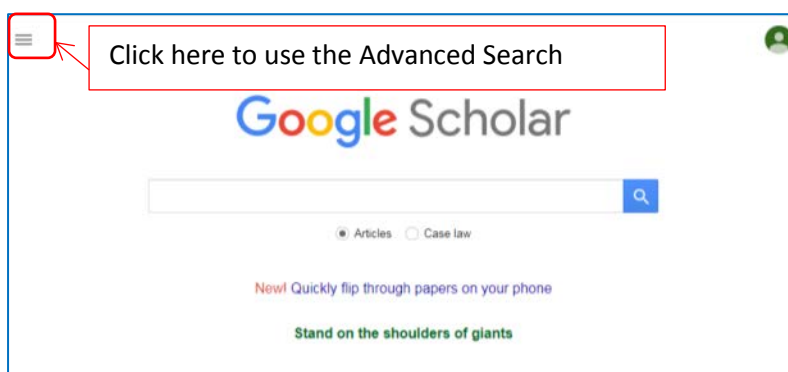 Click here to use the Advanced Search
Google Scholar
Articles Case law
New! Quickly flip through papers on your phone
Stand on the shoulders of giants